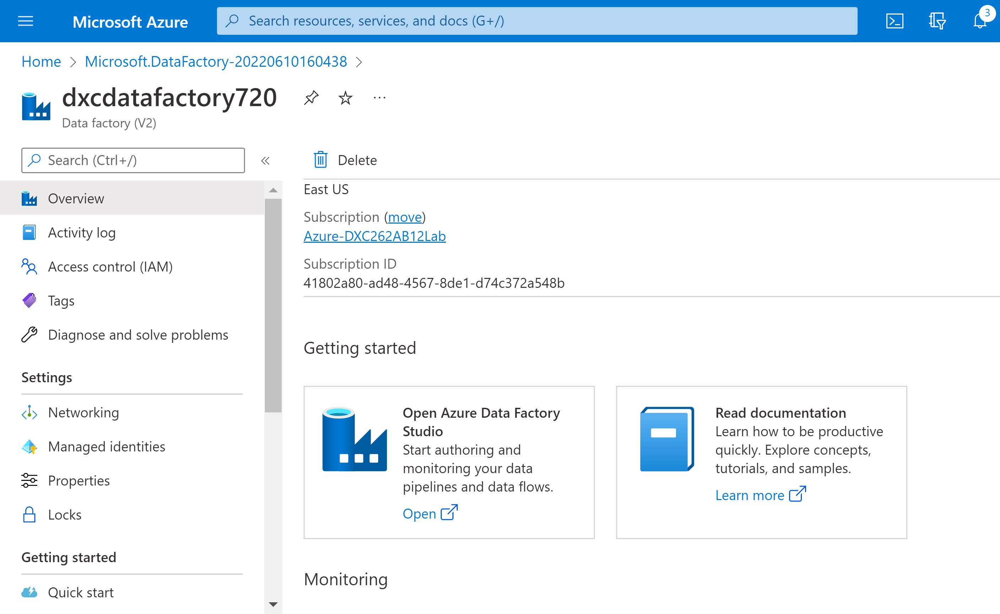 Microsoft Azure
Search resources, services, and docs (G+/)
3
Home
Microsoft.DataFactory-20220610160438
dxcdatafactory720
Data factory (V2)
Search (Ctrl+/)
Overview
Activity log
Access control (IAM)
Tags
Diagnose and solve problems
Settings
Networking
Managed identities
Properties
Locks
Getting started
Quick start
Delete
East US
Subscription (move)
Azure-DXC262AB12Lab
Subscription ID
41802a80-ad48-4567-8de1-d74c372a548b
Getting started
Open Azure Data Factory
Studio
Start authoring and
monitoring your data
pipelines and data flows.
Open
Read documentation
Learn how to be productive
quickly. Explore concepts,
tutorials, and samples.
Learn more
Monitoring